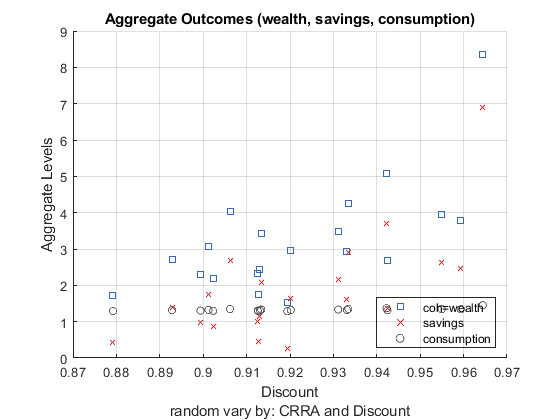 Aggregate Outcomes (wealth, savings, consumption)
9
8
7
6
5
4
3
2
1
0
Aggregate Levels
0.87 0.88 0.89 0.9 0.91 0.92 0.93 0.94 0.95 0.96 0.97
Discount
random vary by: CRRA and Discount
coh=wealth
savings
consumption